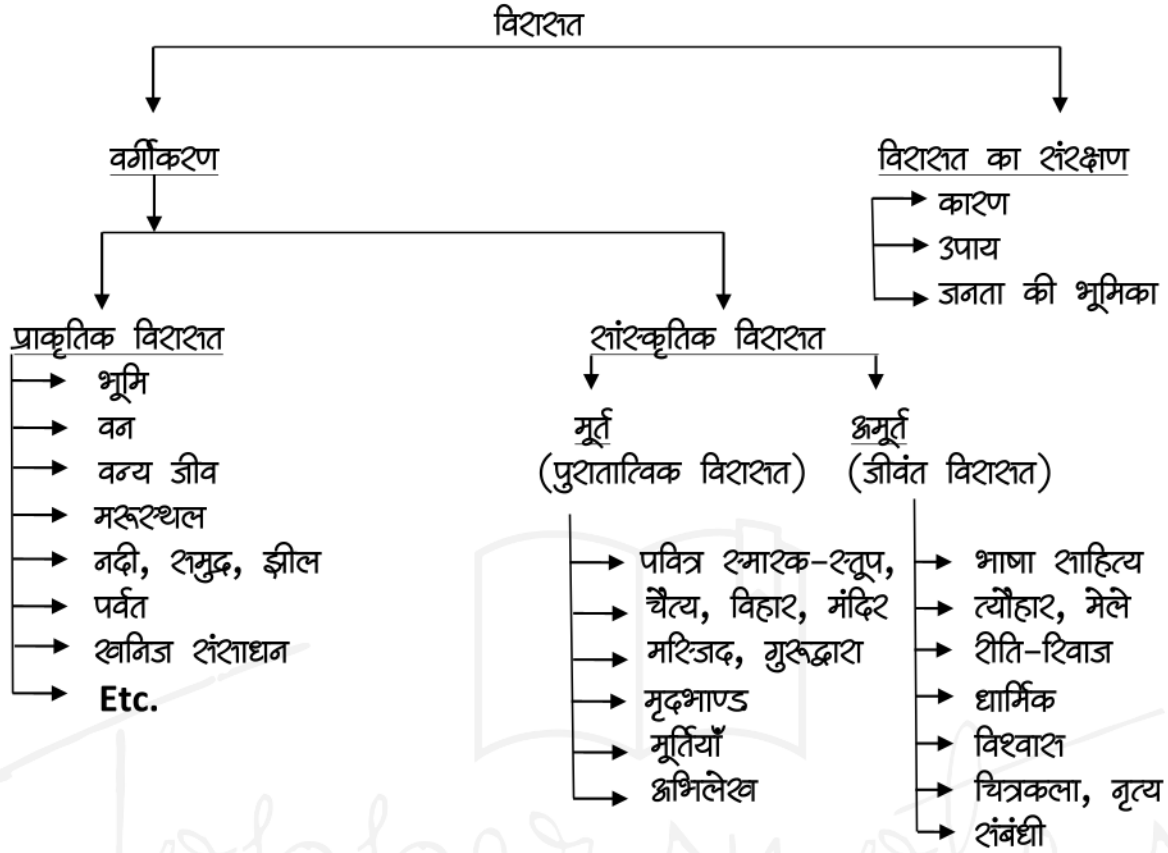 विरासत
वर्गीकरण
विरासत का संरक्षण
कारण
उपाय
जनता की भूमिका
प्राकृतिक विरासत
भूमि
वन
वन्य जीव
मरूस्थल
नदी, समुद्र, झील
पर्वत
खनिज संसाधन
Etc.
सांस्कृतिक विरासत
मूर्त
(पुरातात्विक विरासत)
पवित्र स्मारक-स्तूप,
चैत्य, विहार, मंदिर
मस्जिद, गुरूद्वारा
मृदभाण्ड
मूर्तियाँ
अभिलेख
अमूर्त
(जीवंत विरासत)
भाषा साहित्य
त्यौहार, मेले
रीति-रिवाज
धार्मिक
विश्वास
चित्रकला, नृत्य
संबंधी